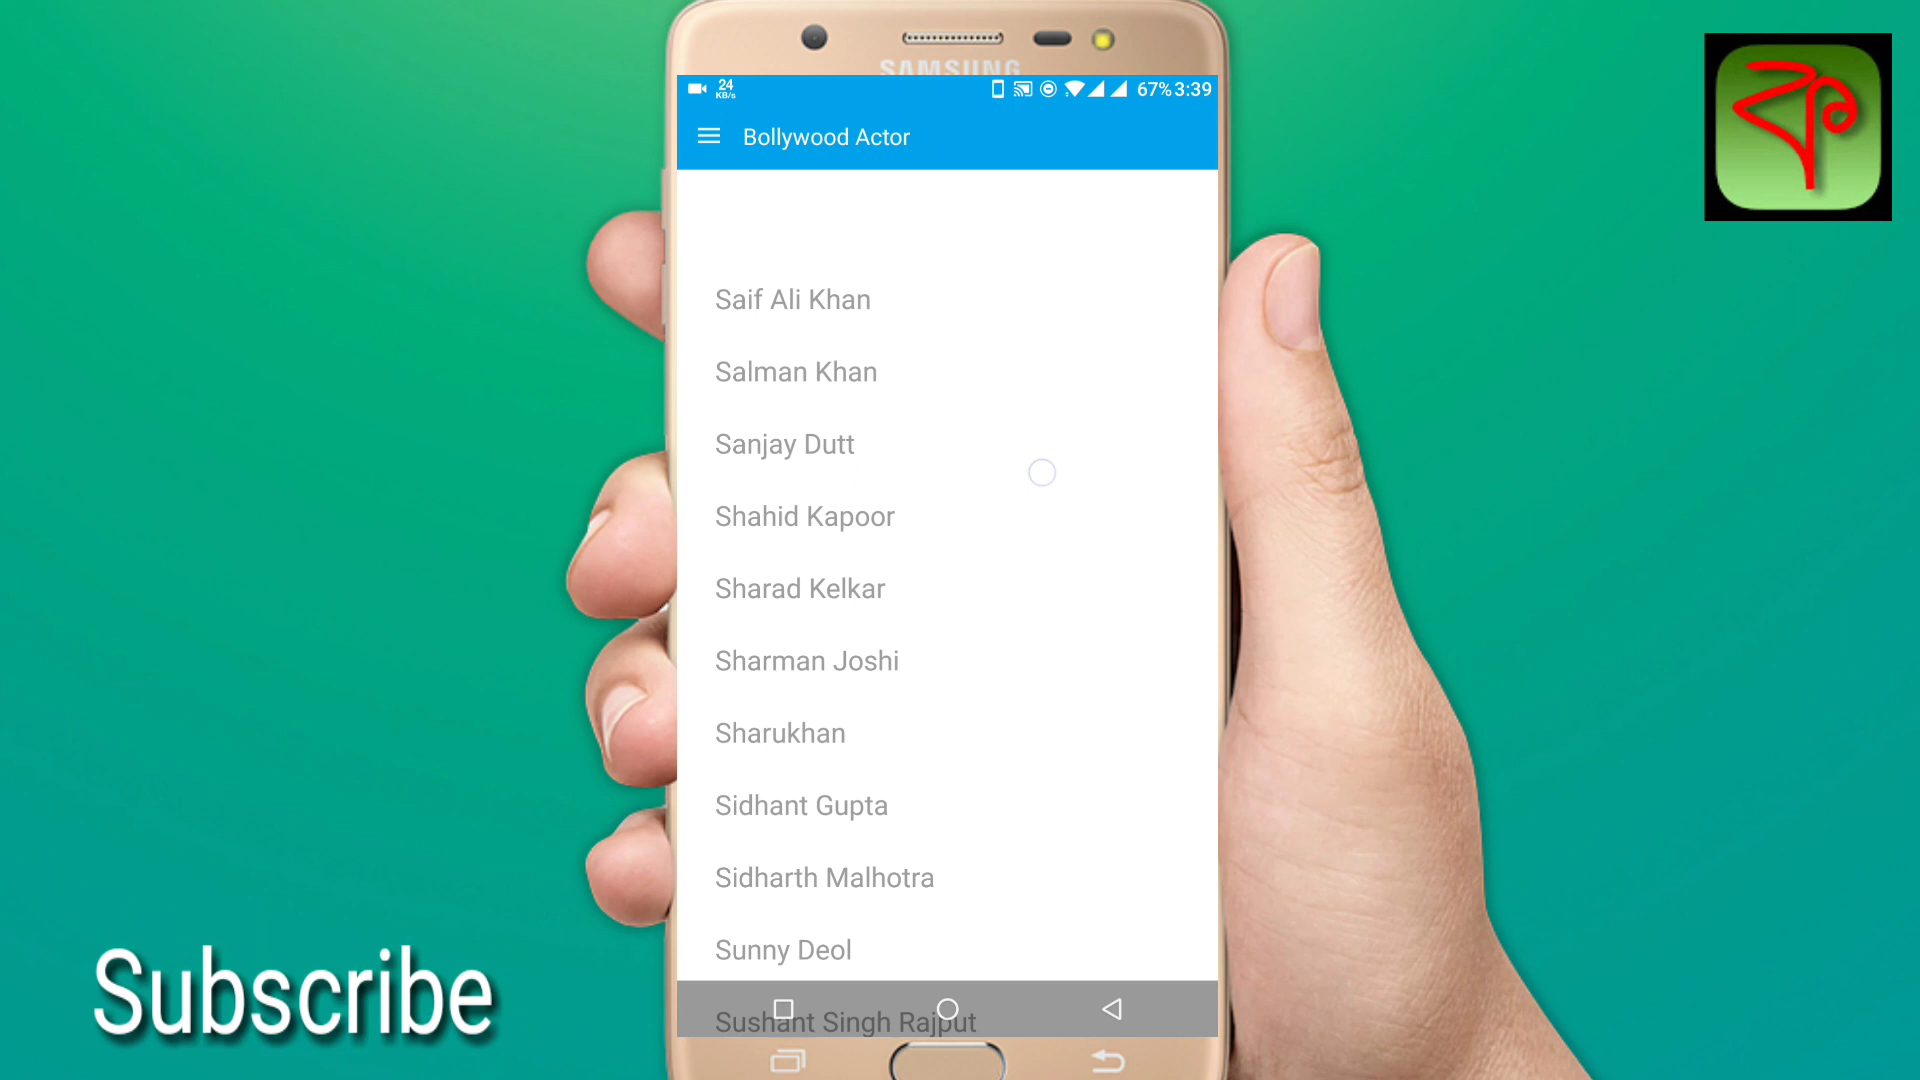 SAMSUNG
24
KB/s
67% 3:39
Bollywood Actor
Saif Ali Khan
Salman Khan
Sanjay Dutt
Shahid Kapoor
Sharad Kelkar
Sharman Joshi
Sharukhan
Sidhant Gupta
Sidharth Malhotra
Sunny Deol
Sushant Singh Rajput
Subscribe
ক